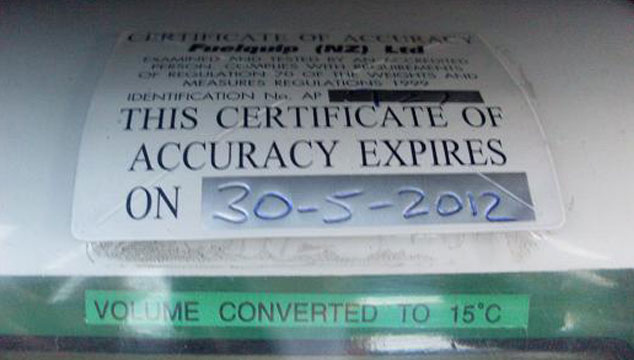 CERTIFICATE OF ACCURACY
Fuelquip (NZ) Ltd
EXAMINED AND TESTED BY AN ACCREDITED
PERSON. COMPLIES WITH REQUIREMENTS
OF REGULATION 70 OF THE WEIGHTS AND
MEASURES REGULATIONS 1999
IDENTIFICATION No. AP
THIS CERTIFICATE OF
ACCURACY EXPIRES
ON 30-5-2012
VOLUME CONVERTED TO 15°C